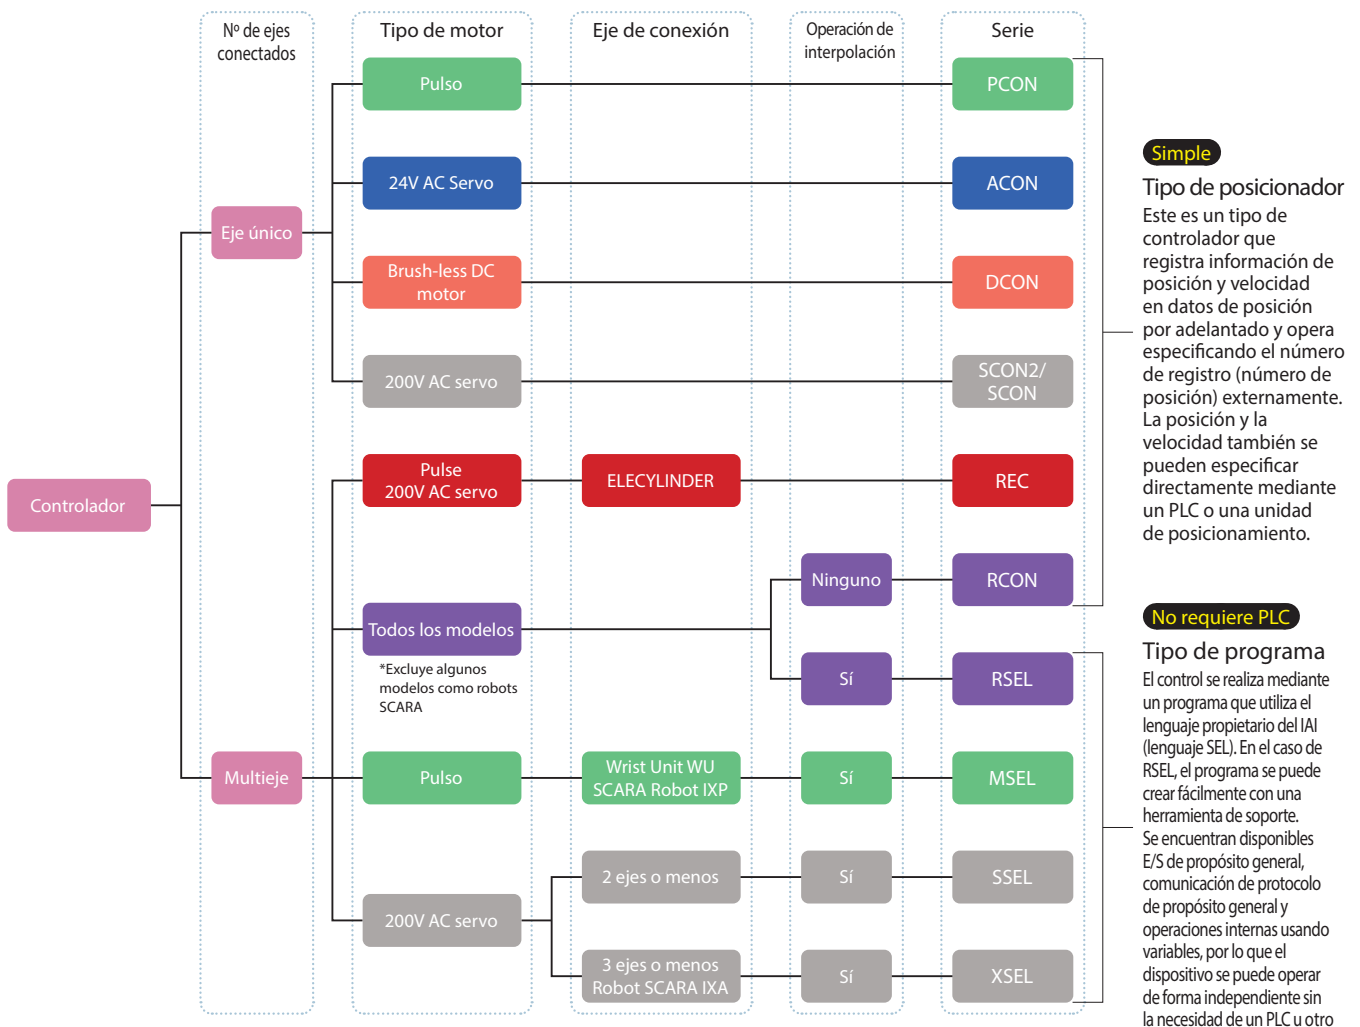 Nº de ejes
conectados
Tipo de motor
Eje de conexión
Operación de
interpolación
Serie
Controlador
Eje único
Pulso
PCON
24V AC Servo
ACON
Brush-less DC
motor
DCON
200V AC servo
SCON2/
SCON
Multieje
Pulse
200V AC servo
ELECYLINDER
REC
Todos los modelos
*Excluye algunos
modelos como robots
SCARA
Ninguno
RCON
Sí
RSEL
Pulso
Wrist Unit WU
SCARA Robot IXP
Sí
MSEL
200V AC servo
2 ejes o menos
Sí
SSEL
3 ejes o menos
Robot SCARA IXA
Sí
XSEL
Simple
Tipo de posicionador
Este es un tipo de
controlador que
registra información de
posición y velocidad
en datos de posición
por adelantado y opera
especificando el número
de registro (número de
posición) externamente.
La posición y la
velocidad también se
pueden especificar
directamente mediante
un PLC o una unidad
de posicionamiento.
No requiere PLC
Tipo de programa
El control se realiza mediante
un programa que utiliza el
lenguaje propietario del IAI
(lenguaje SEL). En el caso de
RSEL, el programa se puede
crear fácilmente con una
herramienta de soporte.
Se encuentran disponibles
E/S de propósito general,
comunicación de protocolo
de propósito general y
operaciones internas usando
variables, por lo que el
dispositivo se puede operar
de forma independiente sin
la necesidad de un PLC u otro